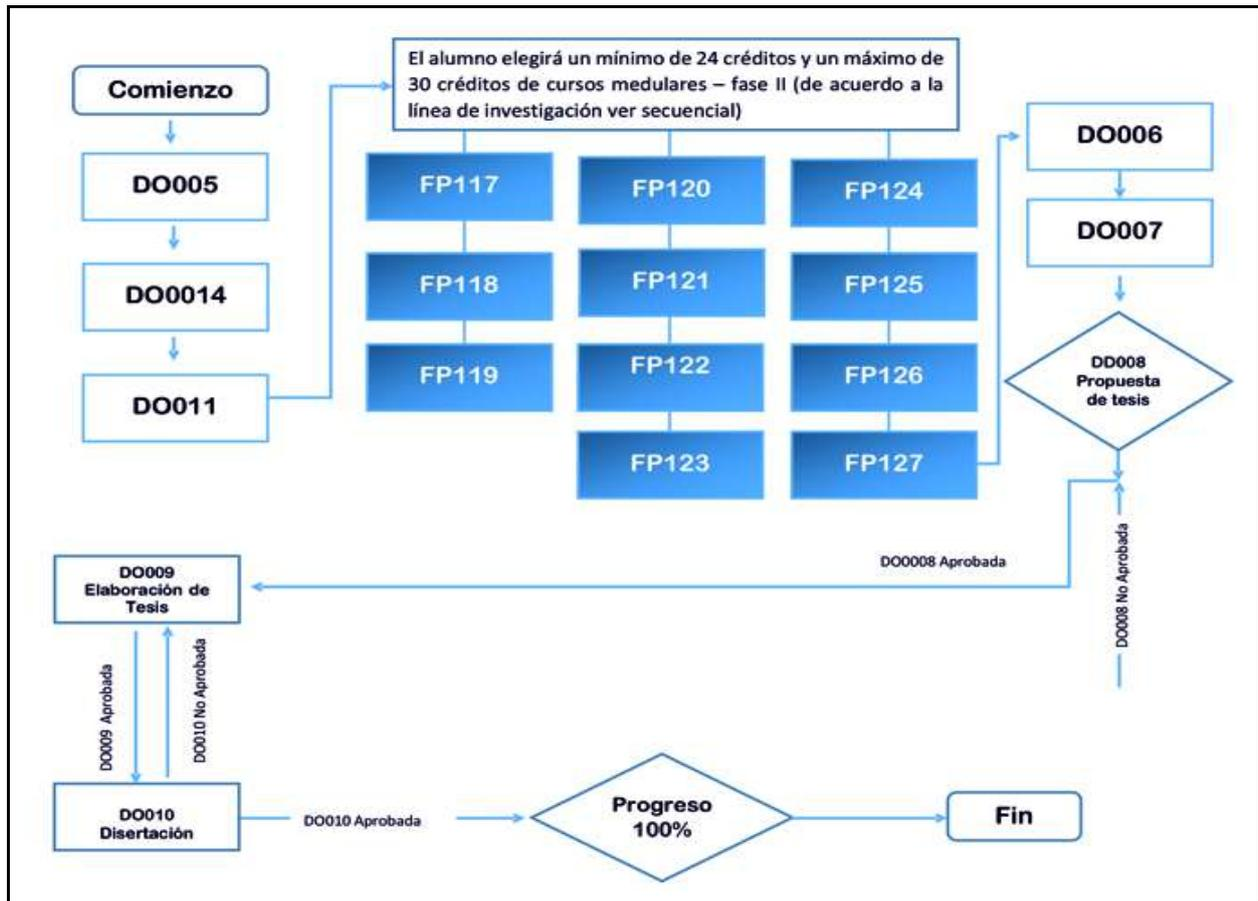 Comienzo
DO005
DO0014
DO011
El alumno elegirá un mínimo de 24 créditos y un máximo de
30 créditos de cursos medulares – fase II (de acuerdo a la
línea de investigación ver secuencial)
FP117
FP118
FP119
FP120
FP121
FP122
FP123
FP124
FP125
FP126
FP127
DO006
DO007
DD008
Propuesta
de tesis
DO008 No Aprobada
DO0008 Aprobada
DO009
Elaboración de
Tesis
DO009 Aprobada
DO010 No Aprobada
DO010
Disertación
DO010 Aprobada
Progreso
100%
Fin